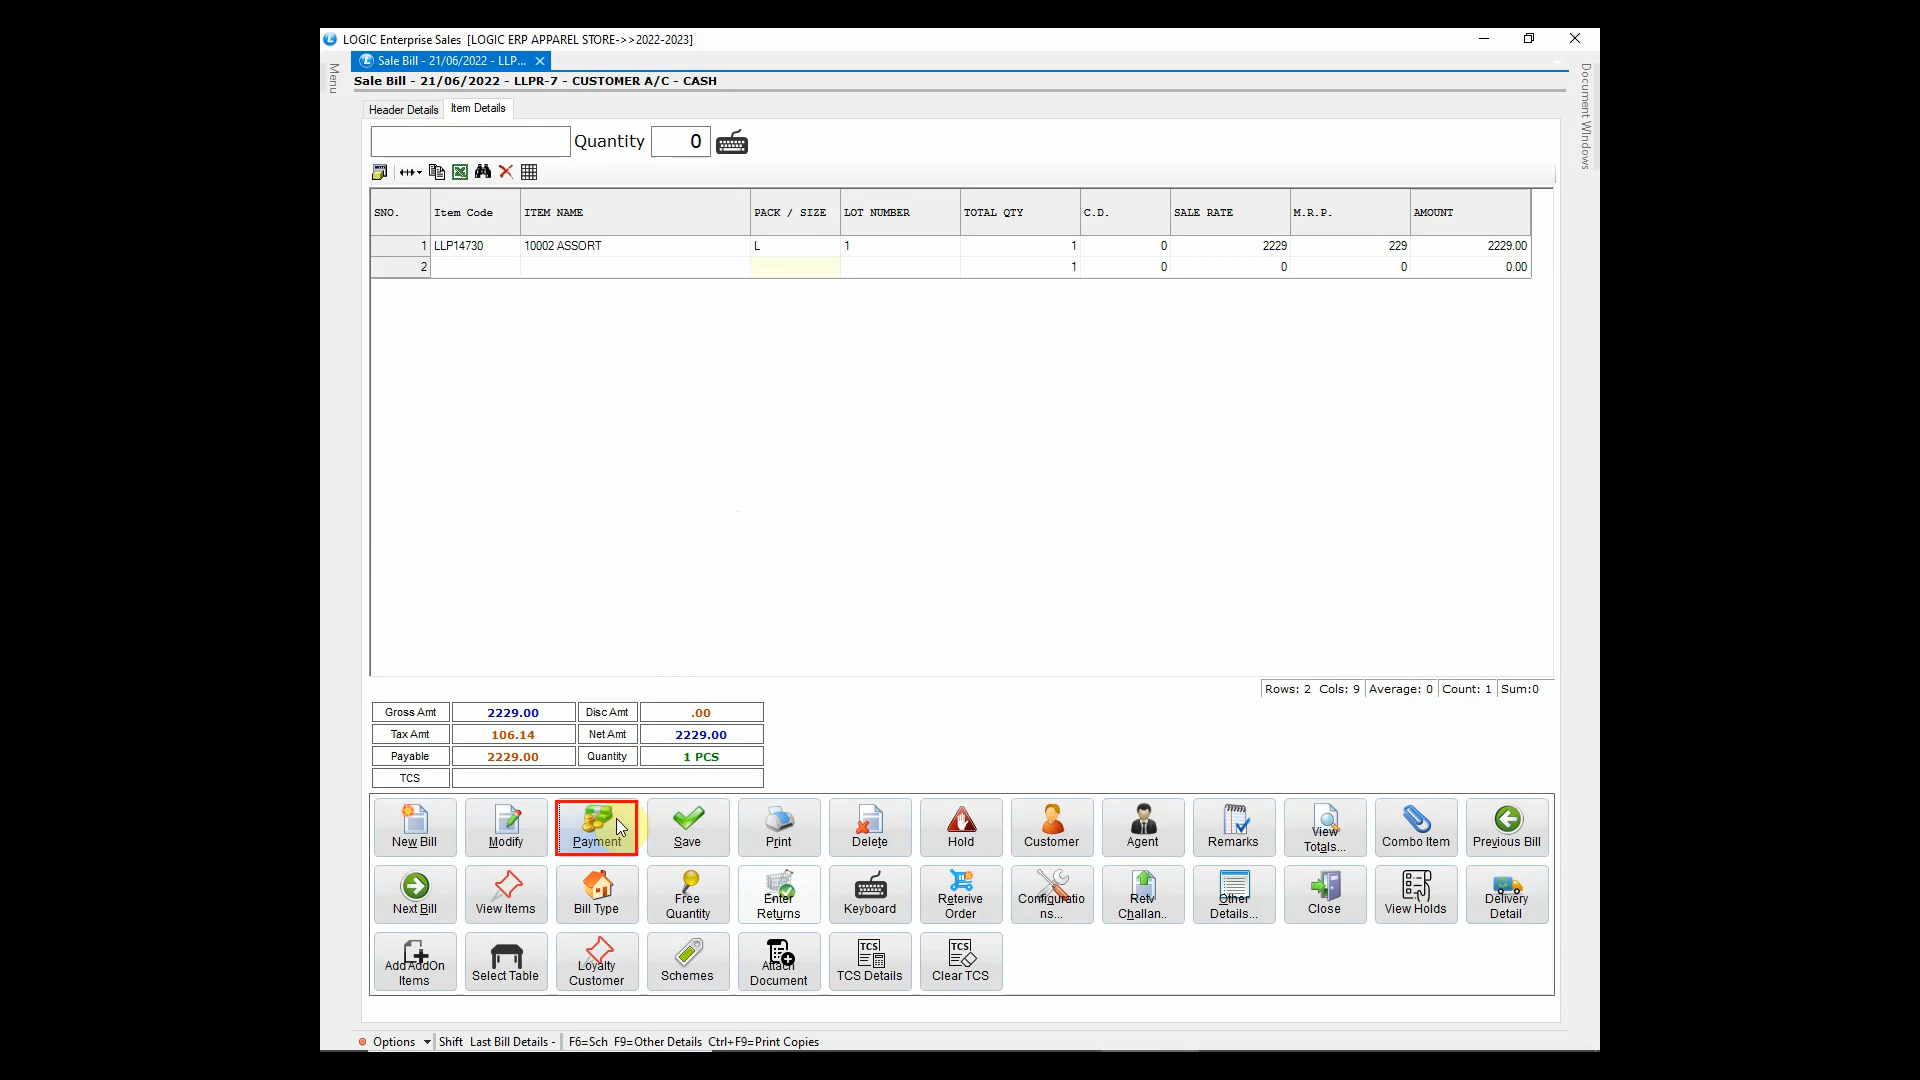 LOGIC Enterprise Sales [LOGIC ERP APPAREL STORE->>2022-2023]
Menu
Sale Bill - 21/06/2022 - LLP...
Document Windows
Sale Bill - 21/06/2022 - LLPR-7 - CUSTOMER A/C - CASH
Header Details Item Details
Quantity 0
SNO. Item Code ITEM NAME PACK / SIZE LOT NUMBER TOTAL QTY C.D. SALE RATE M.R.P. AMOUNT
1 LLP14730 10002 ASSORT L 1 1 0 2229 229 2229.00
2 1 0 0 0 0.00
Rows: 2 Cols: 9 Average: 0 Count: 1 Sum:0
Gross Amt 2229.00 Disc Amt .00
Tax Amt 106.14 Net Amt 2229.00
Payable 2229.00 Quantity 1 PCS
TCS
New Bill Modify Payment Save Print Delete Hold Customer Agent Remarks View Totals... Combo Item Previous Bill
Next Bill View Items Bill Type Free Quantity Enter Returns Keyboard Reterive Order Configuratio ns... Retv Challan.. Other Details... Close View Holds Delivery Detail
Add AddOn Items Select Table Loyalty Customer Schemes Attach Document TCS TCS Details TCS Clear TCS
Options Shift Last Bill Details - F6=Sch F9=Other Details Ctrl+F9=Print Copies